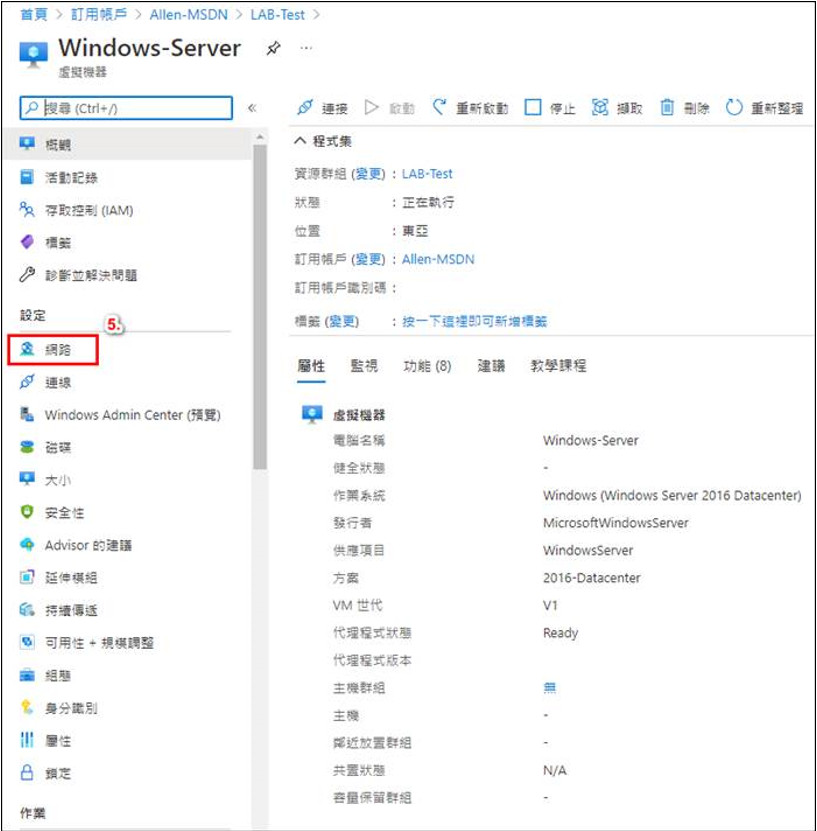 首頁 > 訂用帳戶 > Allen-MSDN > LAB-Test >
Windows-Server
虛擬機器
搜尋 (Ctrl+/)
連接 啟動 重新啟動 停止 擷取 刪除 重新整理
概觀
活動記錄
存取控制 (IAM)
標籤
診斷並解決問題
設定
5.
網路
連線
Windows Admin Center (預覽)
磁碟
大小
安全性
Advisor 的建議
延伸模組
持續傳遞
可用性 + 規模調整
組態
身分識別
屬性
鎖定
作業
程式集
資源群組 (變更) : LAB-Test
狀態 : 正在執行
位置 : 東亞
訂用帳戶 (變更) : Allen-MSDN
訂用帳戶識別碼 :
標籤 (變更) : 按一下這裡即可新增標籤
屬性 監視 功能 (8) 建議 教學課程
虛擬機器
電腦名稱 Windows-Server
健全狀態 -
作業系統 Windows (Windows Server 2016 Datacenter)
發行者 MicrosoftWindowsServer
供應項目 WindowsServer
方案 2016-Datacenter
VM 世代 V1
代理程式狀態 Ready
代理程式版本
主機群組 無
主機 -
鄰近放置群組 -
共置狀態 N/A
容量保留群組 -